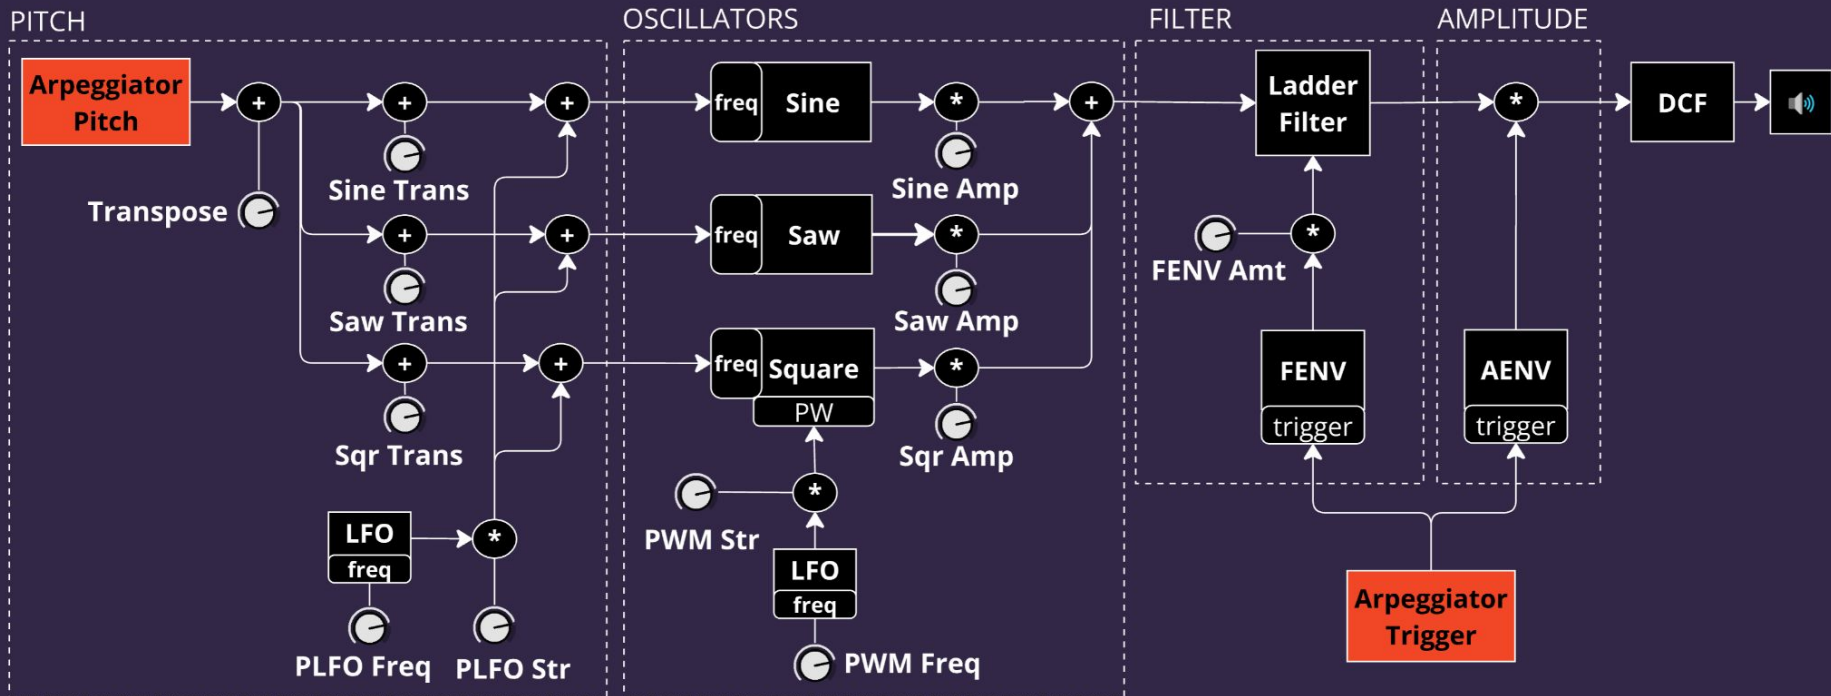 PITCH
OSCILLATORS
FILTER
AMPLITUDE
Arpeggiator
Pitch
+
+
+
freq
Sine
*
+
Ladder
Filter
*
DCF
Sine Trans
Sine Amp
Transpose
+
+
freq
Saw
*
*
FENV Amt
Saw Trans
Saw Amp
+
+
freq
Square
PW
*
FENV
trigger
AENV
trigger
Sqr Trans
Sqr Amp
*
PWM Str
LFO
freq
*
LFO
freq
PLFO Freq
PLFO Str
PWM Freq
Arpeggiator
Trigger